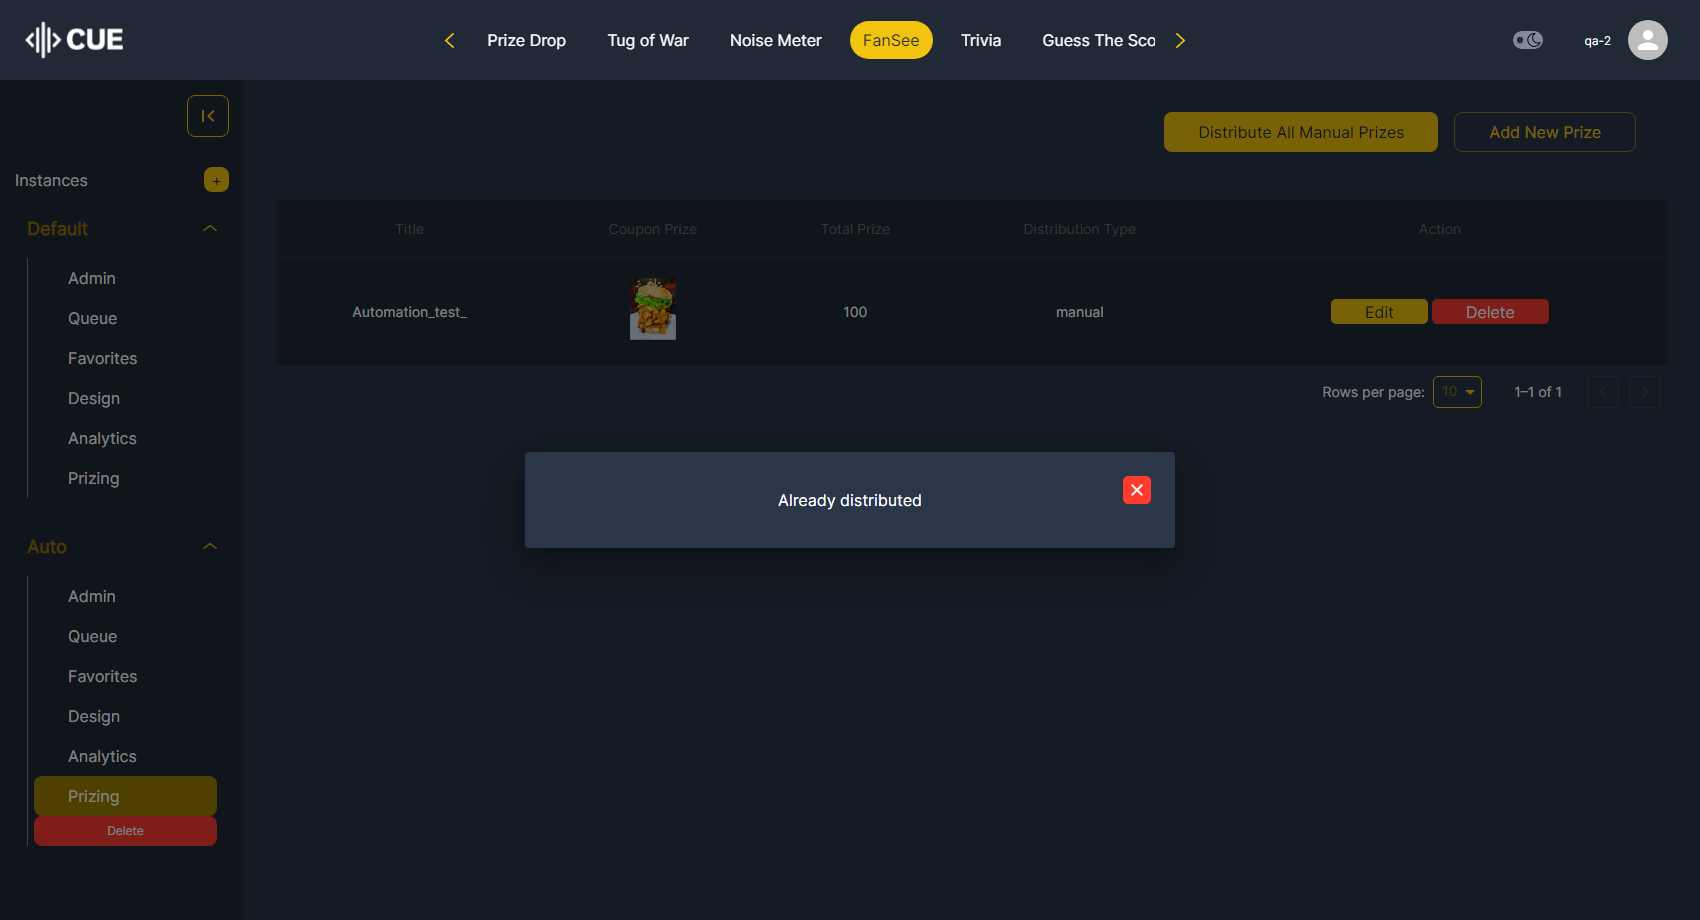 CUE
Prize Drop
Tug of War
Noise Meter
FanSee
Trivia
Guess The Sco
qa-2
Distribute All Manual Prizes
Add New Prize
Instances
+
Default
Admin
Queue
Favorites
Design
Analytics
Prizing
Auto
Admin
Queue
Favorites
Design
Analytics
Prizing
Delete
Title Coupon Prize Total Prize Distribution Type Action
Automation_test_ 100 manual Edit Delete
Rows per page: 10 1–1 of 1
Already distributed